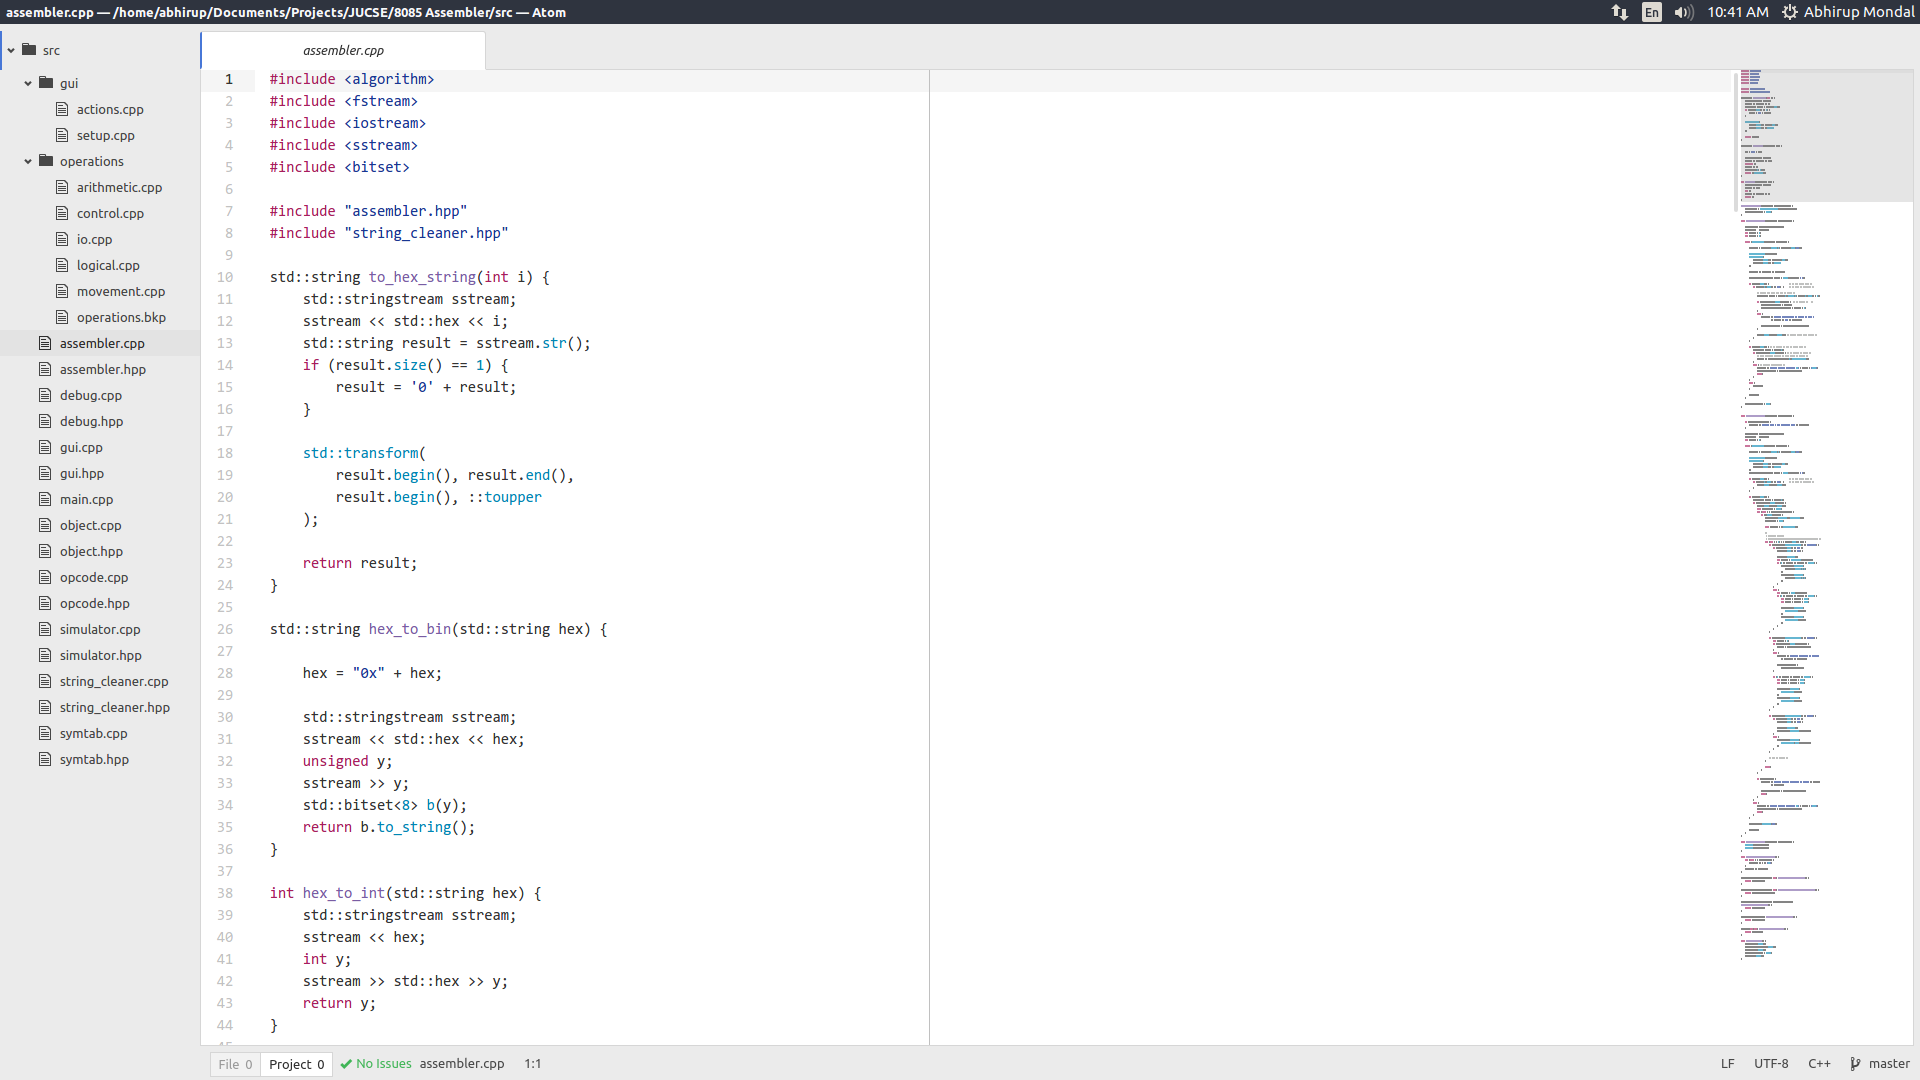 assembler.cpp — /home/abhirup/Documents/Projects/JUCSE/8085 Assembler/src — Atom
En
10:41 AM
Abhirup Mondal
src
gui
actions.cpp
setup.cpp
operations
arithmetic.cpp
control.cpp
io.cpp
logical.cpp
movement.cpp
operations.bkp
assembler.cpp
assembler.hpp
debug.cpp
debug.hpp
gui.cpp
gui.hpp
main.cpp
object.cpp
object.hpp
opcode.cpp
opcode.hpp
simulator.cpp
simulator.hpp
string_cleaner.cpp
string_cleaner.hpp
symtab.cpp
symtab.hpp
assembler.cpp
1 #include <algorithm>
2 #include <fstream>
3 #include <iostream>
4 #include <sstream>
5 #include <bitset>
6
7 #include "assembler.hpp"
8 #include "string_cleaner.hpp"
9
10 std::string to_hex_string(int i) {
11     std::stringstream sstream;
12     sstream << std::hex << i;
13     std::string result = sstream.str();
14     if (result.size() == 1) {
15         result = '0' + result;
16     }
17
18     std::transform(
19         result.begin(), result.end(),
20         result.begin(), ::toupper
21     );
22
23     return result;
24 }
25
26 std::string hex_to_bin(std::string hex) {
27
28     hex = "0x" + hex;
29
30     std::stringstream sstream;
31     sstream << std::hex << hex;
32     unsigned y;
33     sstream >> y;
34     std::bitset<8> b(y);
35     return b.to_string();
36 }
37
38 int hex_to_int(std::string hex) {
39     std::stringstream sstream;
40     sstream << hex;
41     int y;
42     sstream >> std::hex >> y;
43     return y;
44 }
File 0 Project 0 No Issues assembler.cpp 1:1 LF UTF-8 C++ master